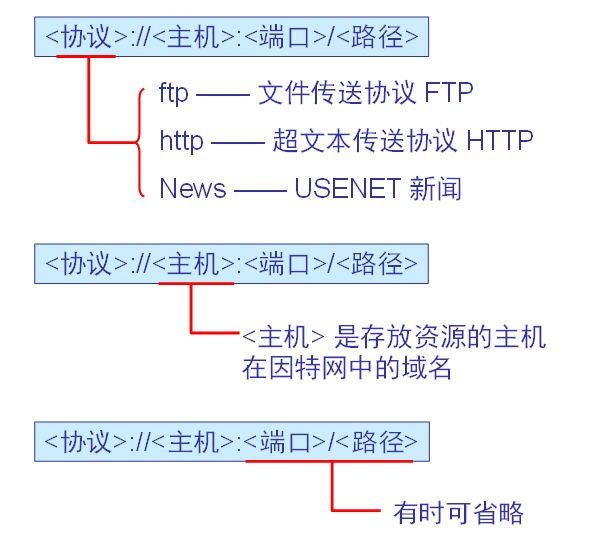 <协议>://<主机>:<端口>/<路径>
ftp —— 文件传送协议 FTP
http —— 超文本传送协议 HTTP
News —— USENET 新闻
<协议>://<主机>:<端口>/<路径>
<主机> 是存放资源的主机
在因特网中的域名
<协议>://<主机>:<端口>/<路径>
有时可省略